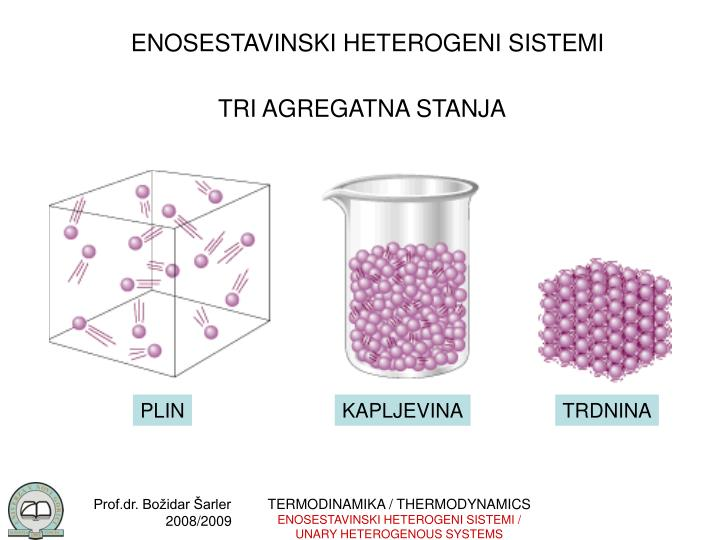 ENOSESTAVINSKI HETEROGENI SISTEMI
TRI AGREGATNA STANJA
PLIN
KAPLJEVINA
TRDNINA
Prof.dr. Božidar Šarler
2008/2009
TERMODINAMIKA / THERMODYNAMICS
ENOSESTAVINSKI HETEROGENI SISTEMI /
UNARY HETEROGENOUS SYSTEMS